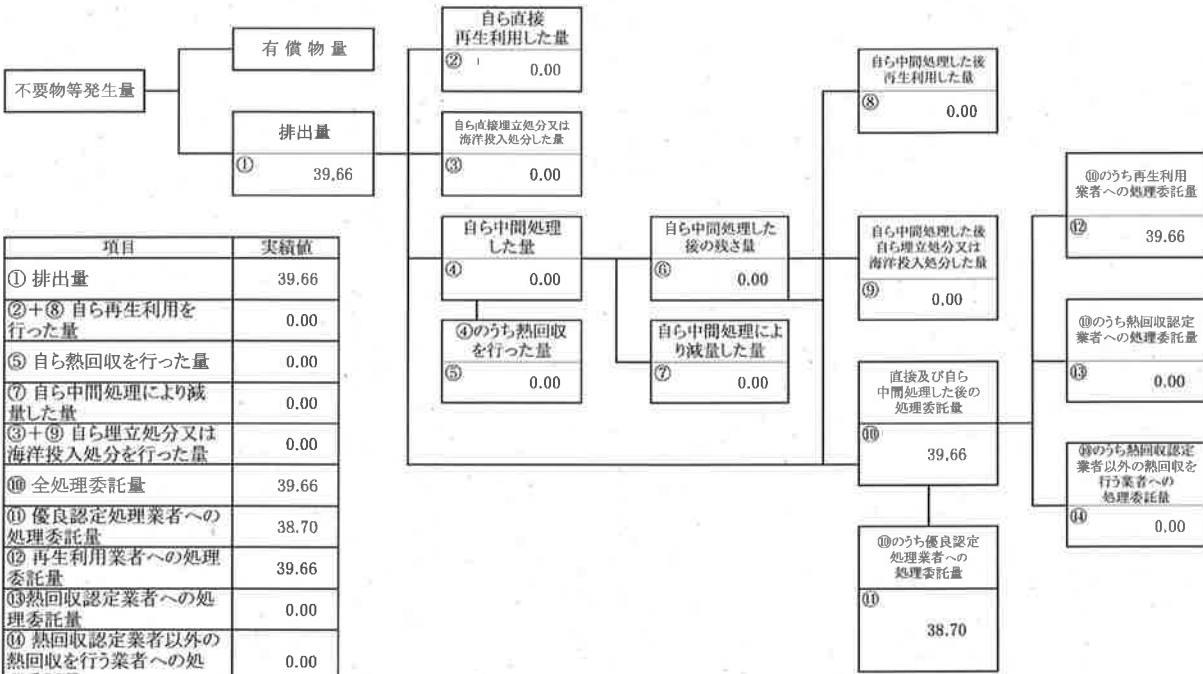 不要物等発生量
有償物量
排出量
①
39.66
自ら直接
再生利用した量
②
0.00
自ら直接埋立処分又は
海洋投入処分した量
③
0.00
自ら中間処理
した量
④
0.00
④のうち熱回収
を行った量
⑤
0.00
自ら中間処理した
後の残さ量
⑥
0.00
自ら中間処理によ
り減量した量
⑦
0.00
自ら中間処理した後
再生利用した量
⑧
0.00
自ら中間処理した後
自ら埋立処分又は
海洋投入処分した量
⑨
0.00
直接及び自ら
中間処理した後の
処理委託量
⑩
39.66
⑩のうち優良認定
処理業者への
処理委託量
⑪
38.70
⑩のうち再生利用
業者への処理委託量
⑫
39.66
⑩のうち熱回収認定
業者への処理委託量
⑬
0.00
⑩のうち熱回収認定
業者以外の熱回収を
行う業者への
処理委託量
⑭
0.00
項目 実績値
①排出量 39.66
②+⑧ 自ら再生利用を
行った量 0.00
⑤ 自ら熱回収を行った量 0.00
⑦ 自ら中間処理により減
量した量 0.00
③+⑨ 自ら埋立処分又は
海洋投入処分を行った量 0.00
⑩ 全処理委託量 39.66
⑪ 優良認定処理業者への
処理委託量 38.70
⑫ 再生利用業者への処理
委託量 39.66
⑬熱回収認定業者への処
理委託量 0.00
⑭ 熱回収認定業者以外の
熱回収を行う業者への処 0.00